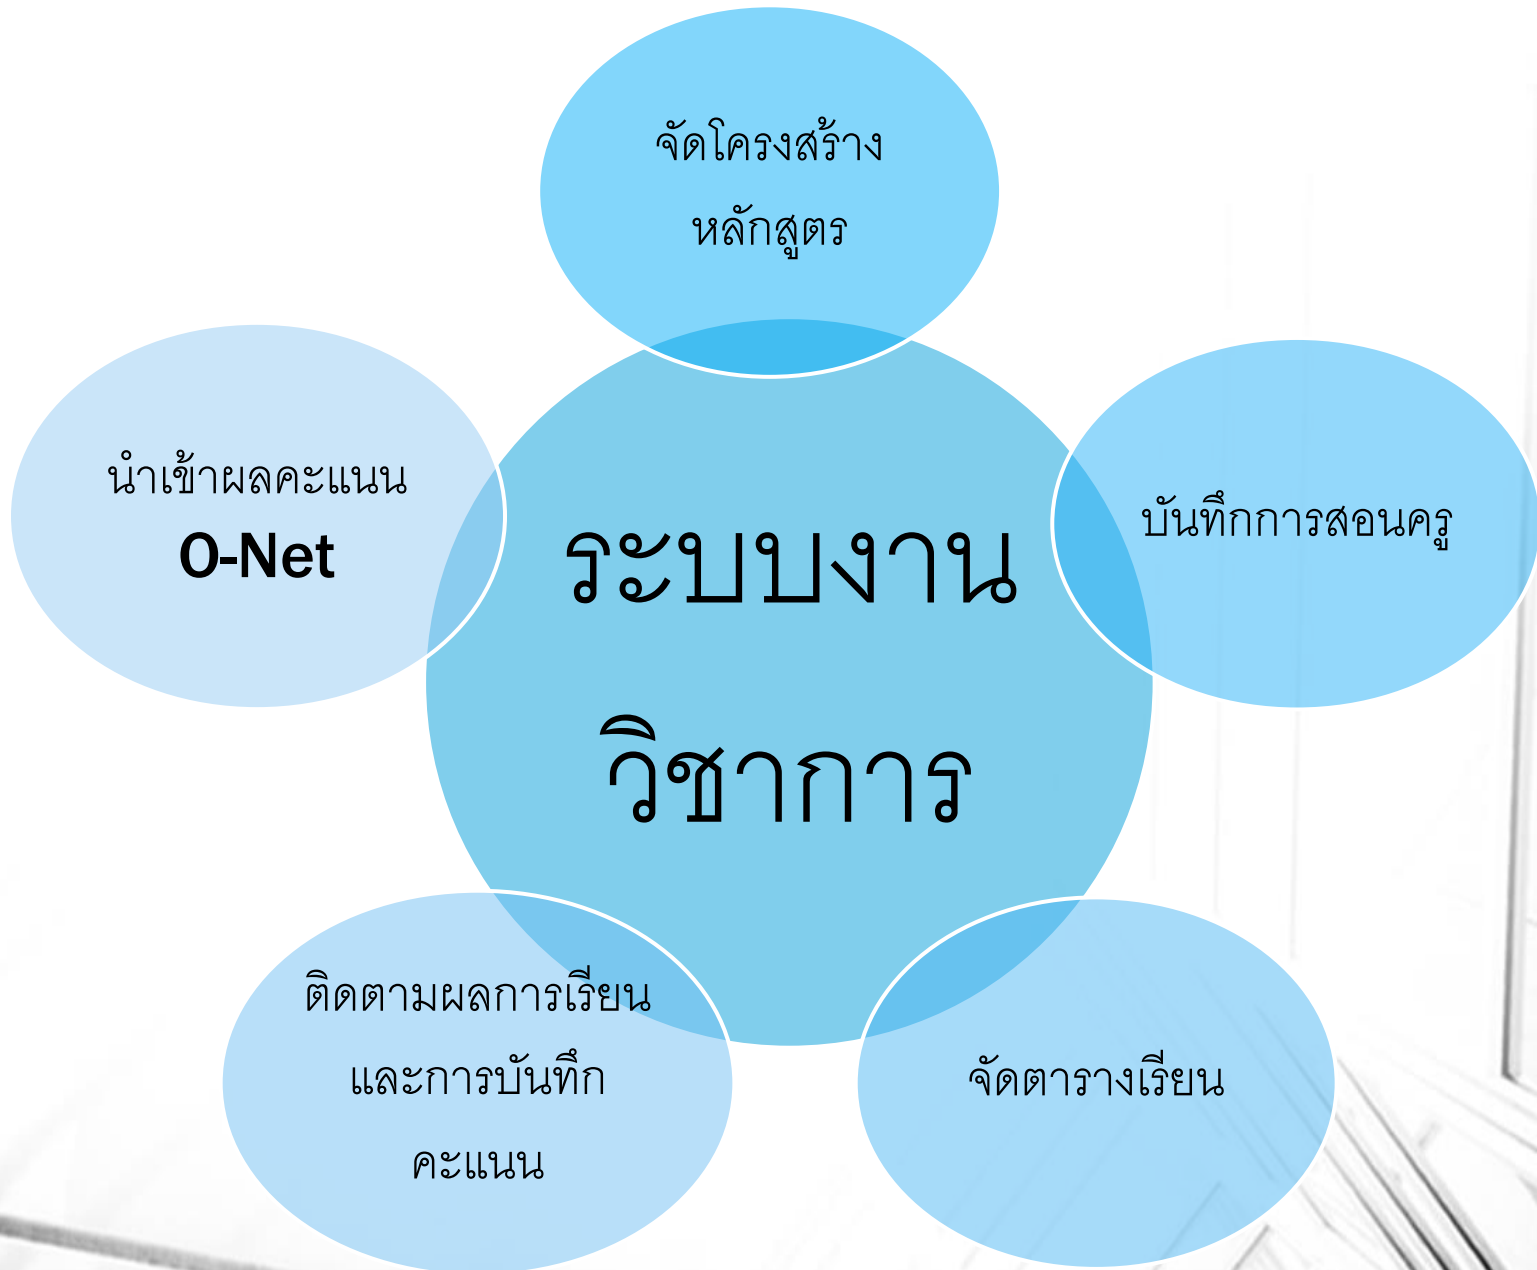 จัดโครงสร้าง
หลักสูตร
นำเข้าผลคะแนน
O-Net
บันทึกการสอนครู
ระบบงาน
วิชาการ
ติดตามผลการเรียน
และการบันทึก
คะแนน
จัดตารางเรียน